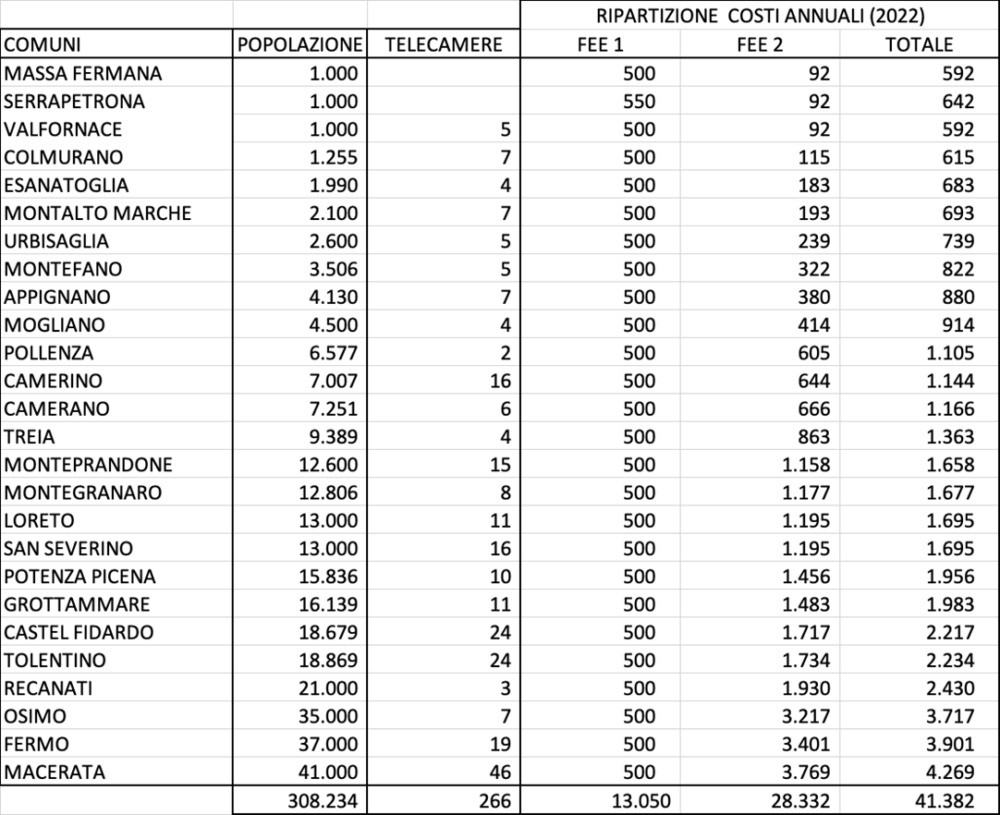 RIPARTIZIONE COSTI ANNUALI (2022)
COMUNI POPOLAZIONE TELECAMERE FEE 1 FEE 2 TOTALE
MASSA FERMANA 1.000 500 92 592
SERRAPETRONA 1.000 550 92 642
VALFORNACE 1.000 5 500 92 592
COLMURANO 1.255 7 500 115 615
ESANATOGLIA 1.990 4 500 183 683
MONTALTO MARCHE 2.100 7 500 193 693
URBISAGLIA 2.600 5 500 239 739
MONTEFANO 3.506 5 500 322 822
APPIGNANO 4.130 7 500 380 880
MOGLIANO 4.500 4 500 414 914
POLLENZA 6.577 2 500 605 1.105
CAMERINO 7.007 16 500 644 1.144
CAMERANO 7.251 6 500 666 1.166
TREIA 9.389 4 500 863 1.363
MONTEPRANDONE 12.600 15 500 1.158 1.658
MONTEGRANARO 12.806 8 500 1.177 1.677
LORETO 13.000 11 500 1.195 1.695
SAN SEVERINO 13.000 16 500 1.195 1.695
POTENZA PICENA 15.836 10 500 1.456 1.956
GROTTAMMARE 16.139 11 500 1.483 1.983
CASTEL FIDARDO 18.679 24 500 1.717 2.217
TOLENTINO 18.869 24 500 1.734 2.234
RECANATI 21.000 3 500 1.930 2.430
OSIMO 35.000 7 500 3.217 3.717
FERMO 37.000 19 500 3.401 3.901
MACERATA 41.000 46 500 3.769 4.269
308.234 266 13.050 28.332 41.382